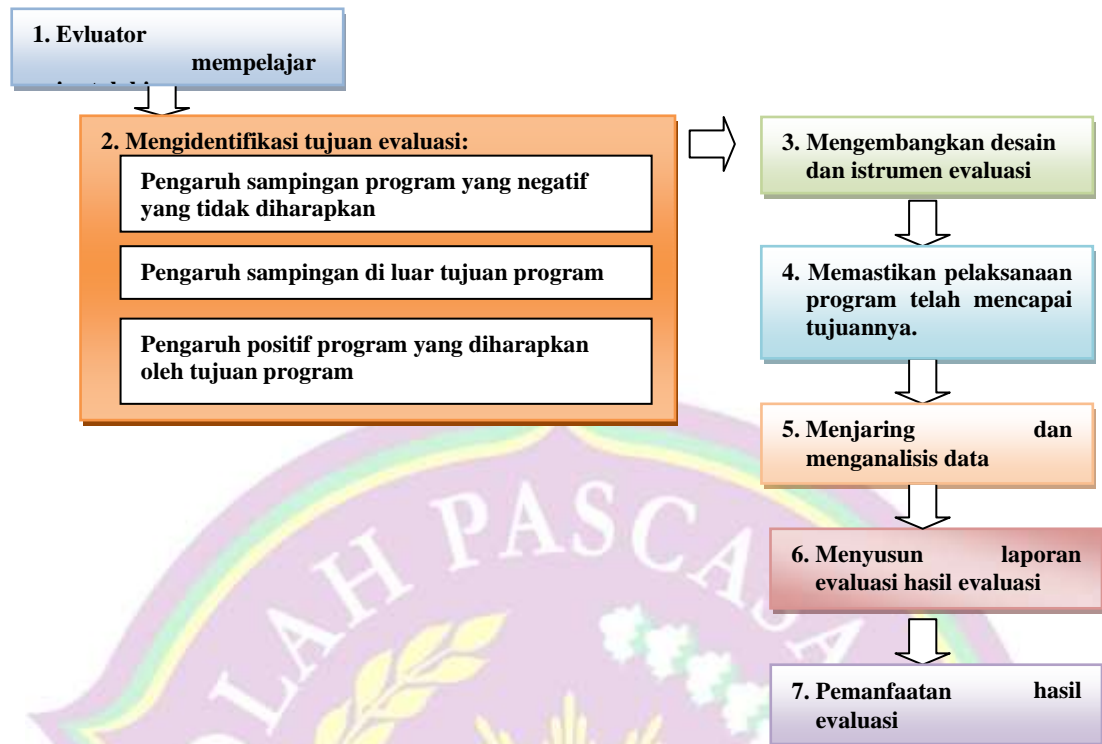 1. Evluator
mempelajar
2. Mengidentifikasi tujuan evaluasi:
Pengaruh sampingan program yang negatif
yang tidak diharapkan
Pengaruh sampingan di luar tujuan program
Pengaruh positif program yang diharapkan
oleh tujuan program
3. Mengembangkan desain
dan istrumen evaluasi
4. Memastikan pelaksanaan
program telah mencapai
tujuannya.
5. Menjaring dan
menganalisis data
6. Menyusun laporan
evaluasi hasil evaluasi
7. Pemanfaatan hasil
evaluasi
OLAH PASCASA